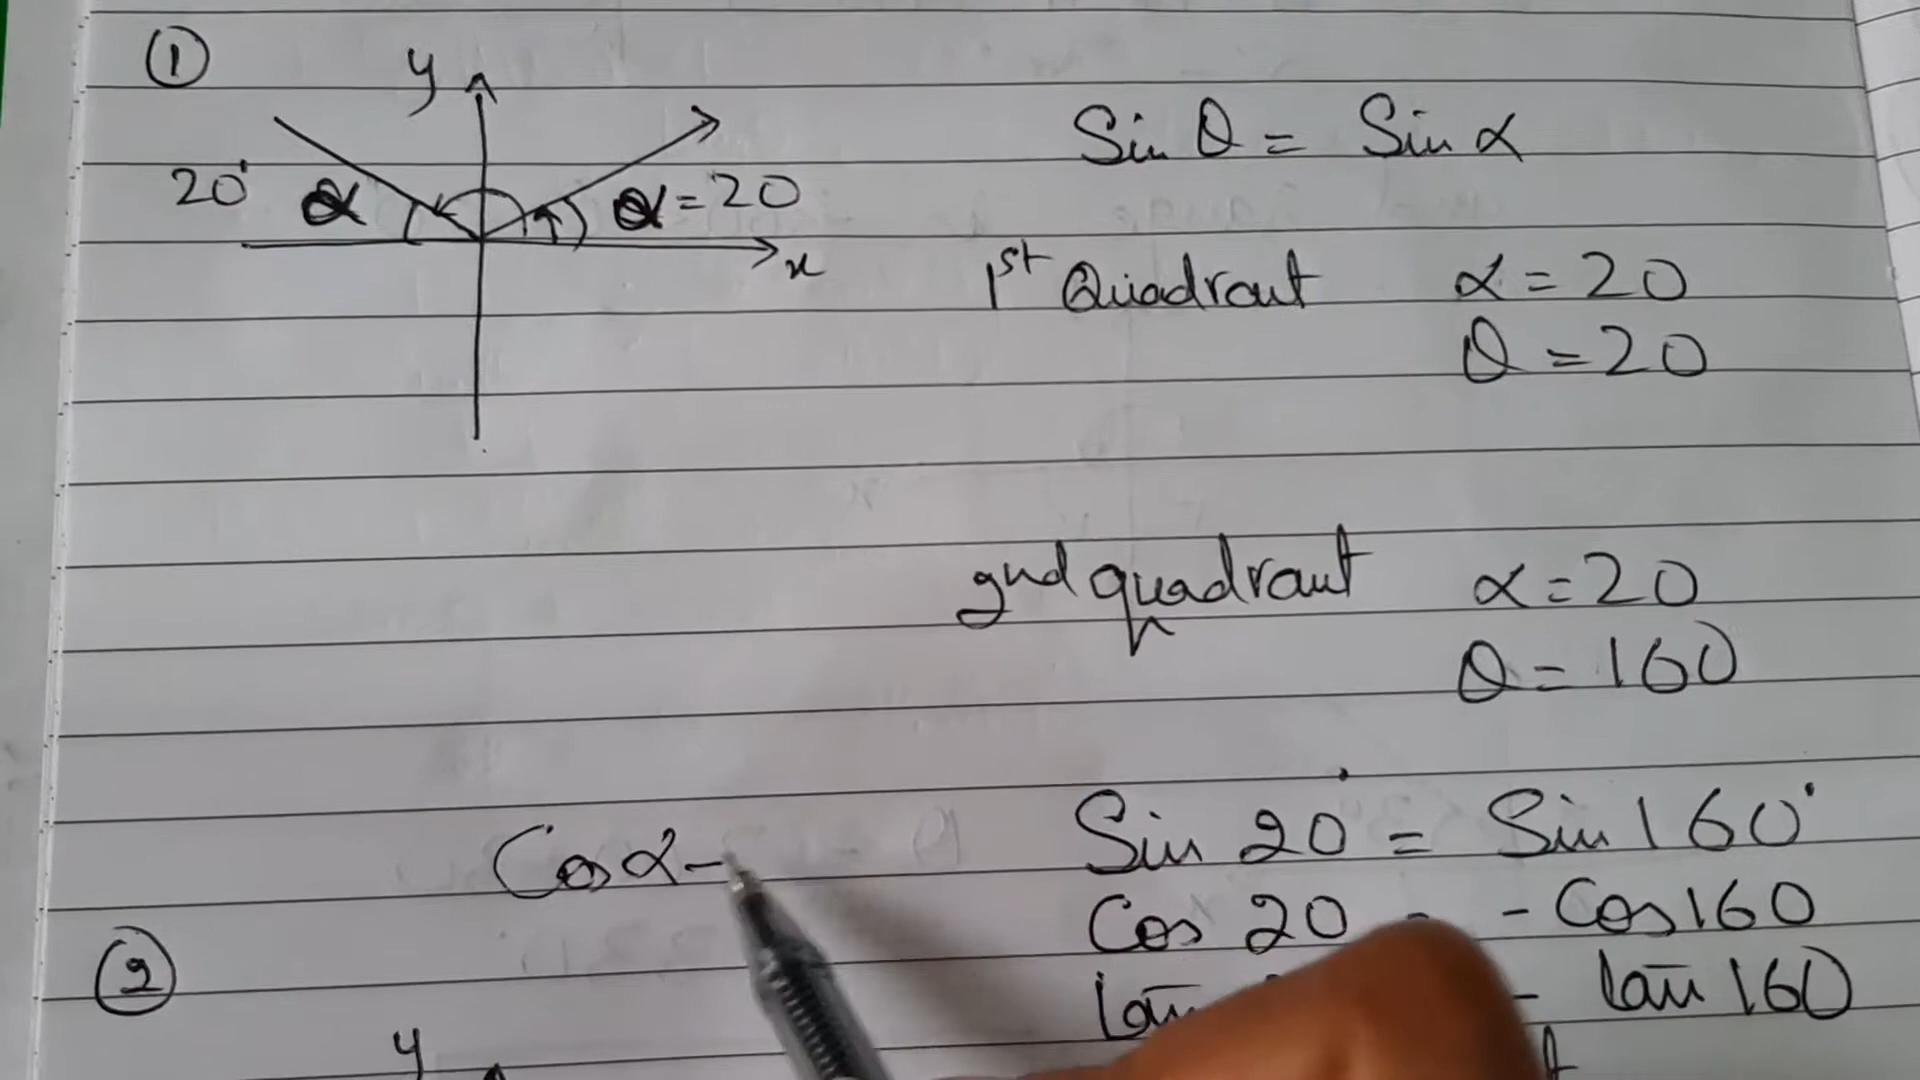 ①
y
Sin θ = Sin α
20° α
α = 20
x
1st Quadrant α = 20
θ = 20
2nd quadrant α = 20
θ = 160
Sin 20° = Sin 160°
Cos α -
Cos 20 - Cos 160
②
tan - tan 160
y